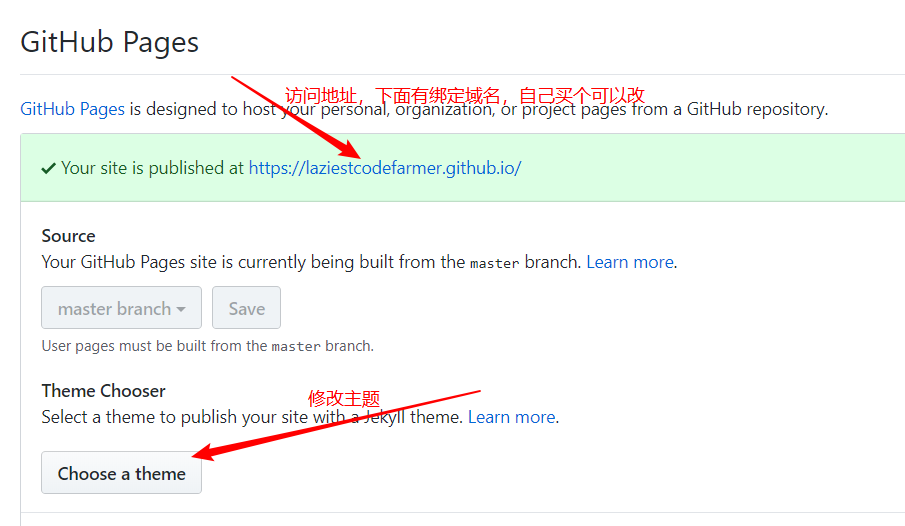 GitHub Pages
访问地址，下面有绑定域名，自己买个可以改
GitHub Pages is designed to host your personal, organization, or project pages from a GitHub repository.
Your site is published at https://laziestcodefarmer.github.io/
Source
Your GitHub Pages site is currently being built from the master branch. Learn more.
master branch
Save
User pages must be built from the master branch.
Theme Chooser
修改主题
Select a theme to publish your site with a Jekyll theme. Learn more.
Choose a theme